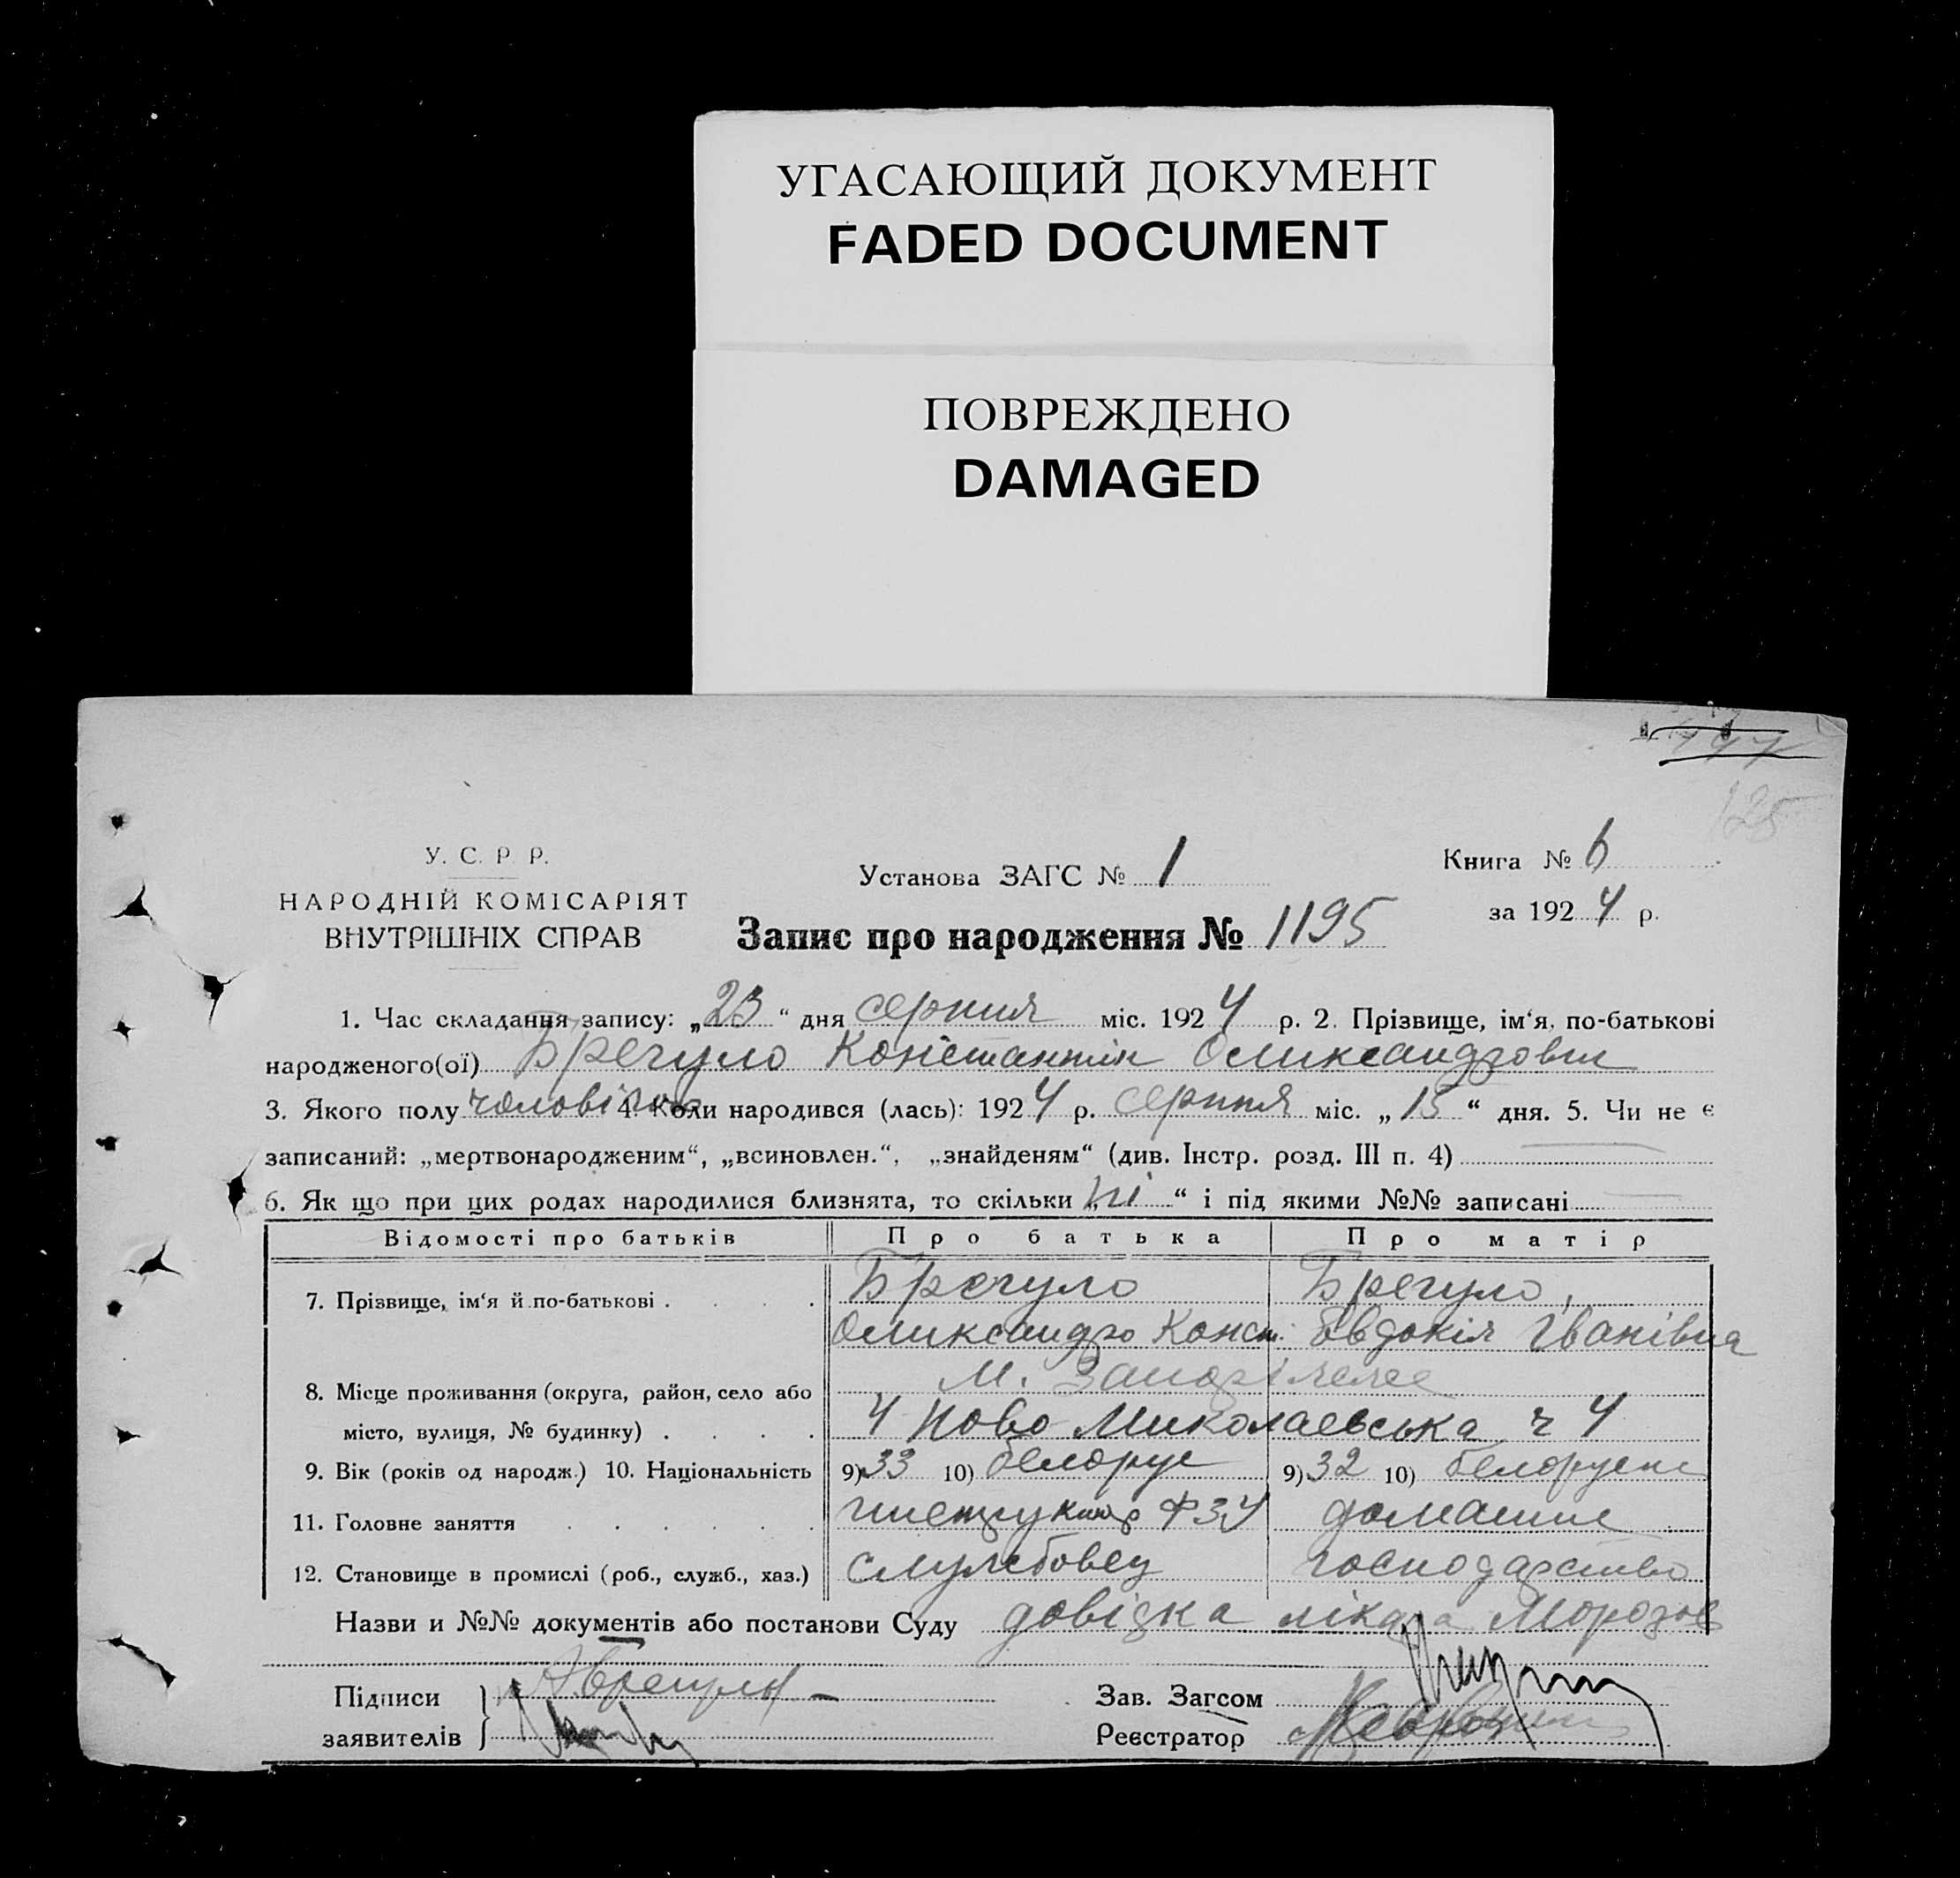 УГАСАЮЩИЙ ДОКУМЕНТ
FADED DOCUMENT
ПОВРЕЖДЕНО
DAMAGED
125
У. С. Р. Р.
НАРОДНІЙ КОМІСАРІЯТ
ВНУТРІШНІХ СПРАВ
Установа ЗАГС № 1
Книга № 6
за 1924 р.
Запис про народження № 1195
1. Час складання запису: „23“ дня серпня міс. 1924 р. 2. Прізвище, ім‘я, по-батькові
народженого(ої) Брегуло Констянтин Олександрович
3. Якого полу чоловічого 4. Коли народився (лась): 1924 р. серпня міс. „15“ дня. 5. Чи не є
записаний: „мертвонародженим“, „всиновлен.“, „знайденям“ (див. Інстр. розд. III п. 4)
6. Як що при цих родах народилися близнята, то скільки „ні“ і під якими №№ записані
Відомості про батьків Про батька Про матір
7. Прізвище, ім‘я й по-батькові . . . . Брегуло Брегуло,
Олександр Конст. Евдокія Іванівна
8. Місце проживання (округа, район, село або м. Запоріжжє
місто, вулиця, № будинку) . . . . 4 Ново Миколаевська ч 4
9. Вік (років од народж.) 10. Національність 9) 33 10) белорус 9) 32 10) белоруска
11. Головне заняття . . . . . . ФЗУ домашнє
12. Становище в промислі (роб., служб., хаз.) службовец господарство
Назви и №№ документів або постанови Суду довідка лікаря Морозов
Підписи Зав. Загсом
заявителів Реєстратор